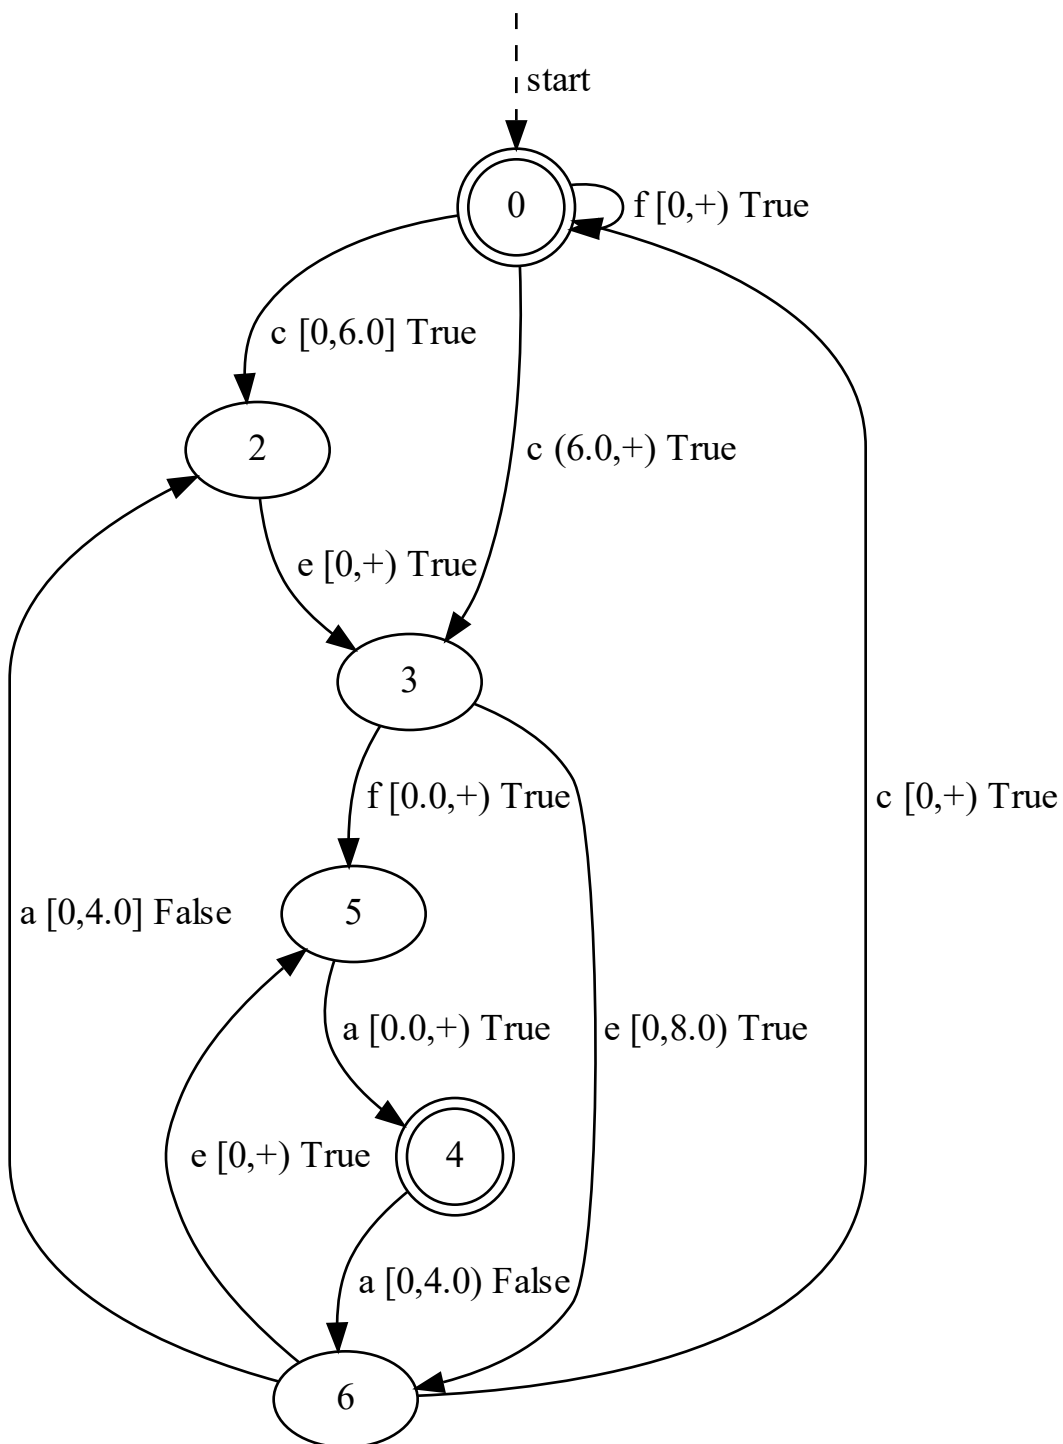 start
0
f [0,+) True
c [0,6.0] True
2
c (6.0,+) True
e [0,+) True
3
f [0.0,+) True
c [0,+) True
a [0,4.0] False
5
a [0.0,+) True
e [0,8.0) True
e [0,+) True
4
a [0,4.0) False
6